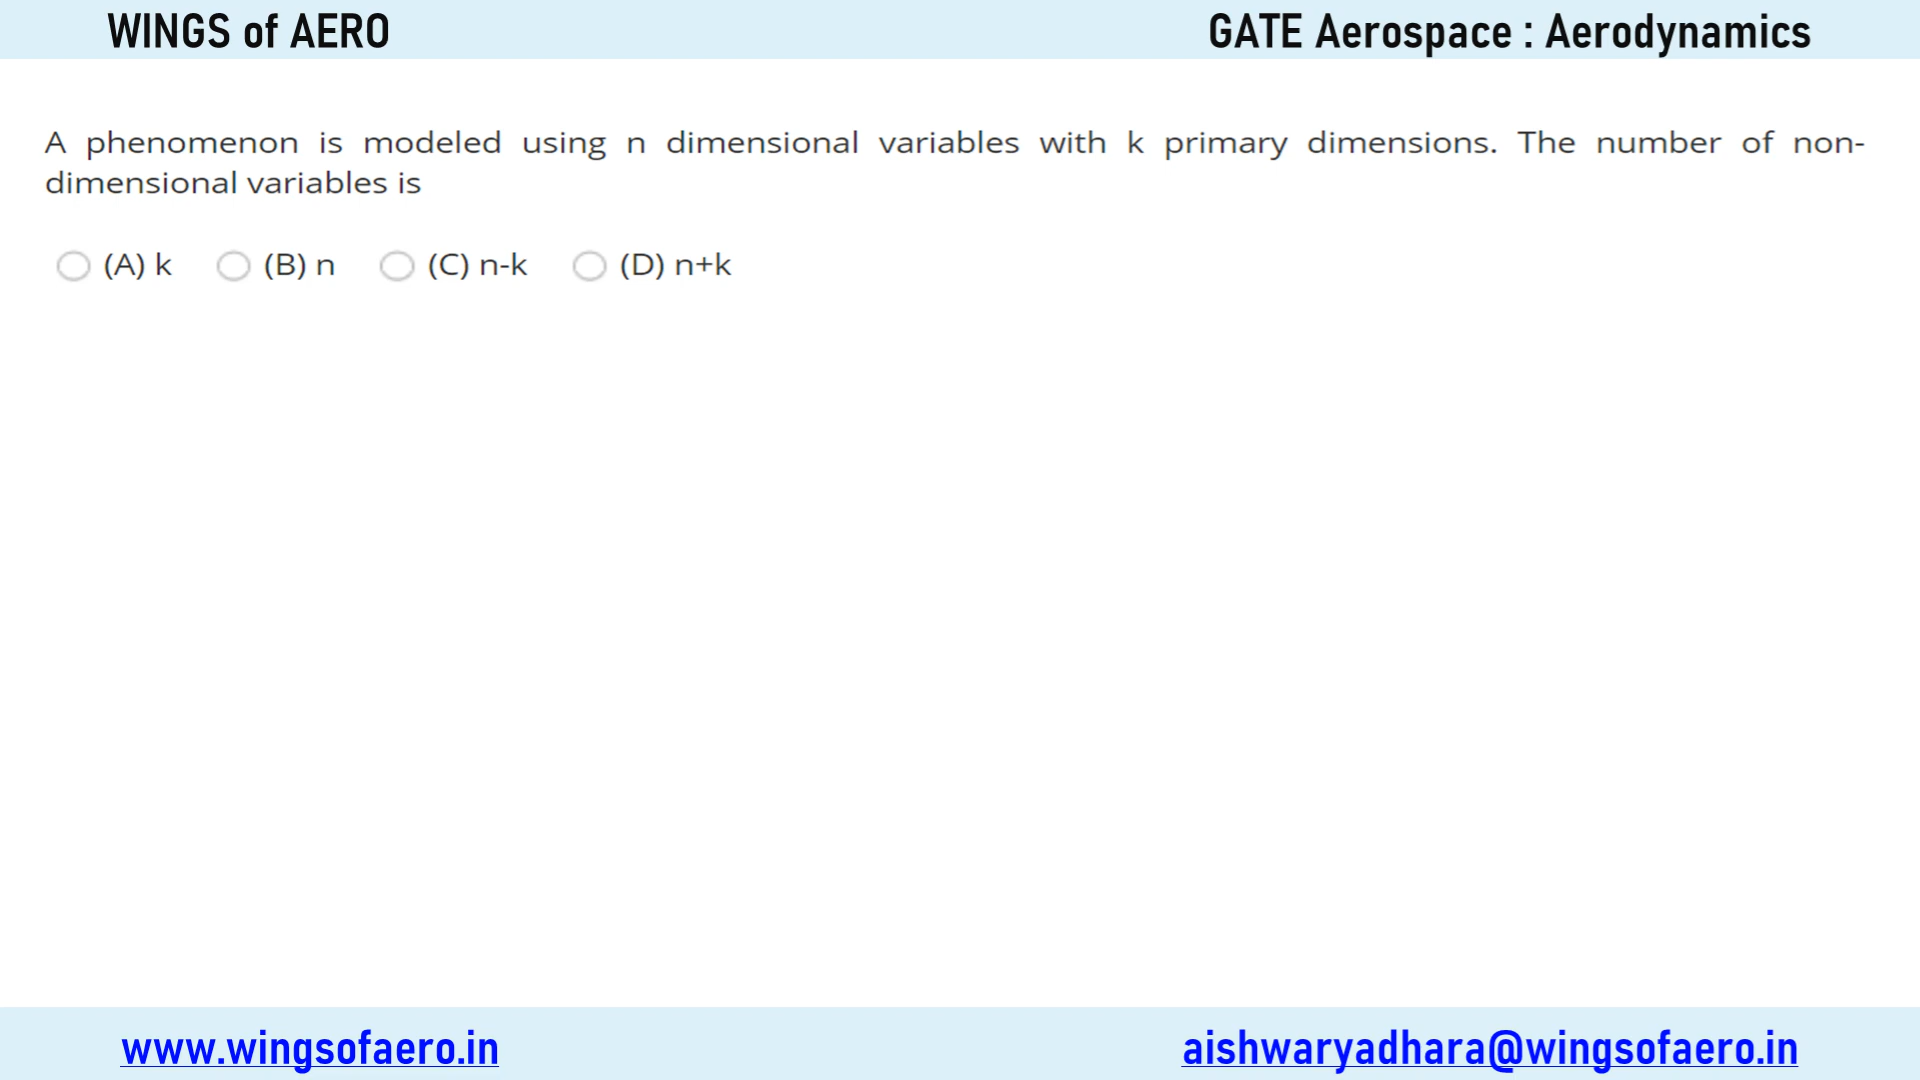 WINGS of AERO
GATE Aerospace : Aerodynamics
A phenomenon is modeled using n dimensional variables with k primary dimensions. The number of non-
dimensional variables is
(A) k (B) n (C) n-k (D) n+k
www.wingsofaero.in
aishwaryadhara@wingsofaero.in